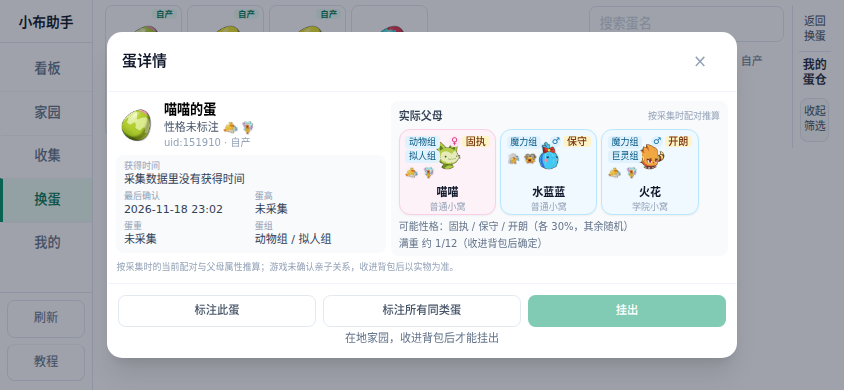 小布助手
看板
家园
收集
换蛋
我的
刷新
教程
自产
自产
自产
搜索蛋名
自产
返回
换蛋
我的
蛋仓
收起
筛选
蛋详情
喵喵的蛋
性格未标注
uid:151910 · 自产
获得时间
采集数据里没有获得时间
最后确认
2026-11-18 23:02
蛋高
未采集
蛋重
未采集
蛋组
动物组 / 拟人组
实际父母
按采集时配对推算
动物组 ♀ 固执
拟人组
喵喵
普通小窝
魔力组 ♂ 保守
水蓝蓝
普通小窝
魔力组 ♂ 开朗
巨灵组
火花
学院小窝
可能性格：固执 / 保守 / 开朗（各 30%，其余随机）
满重 约 1/12（收进背包后确定）
按采集时的当前配对与父母属性推算；游戏未确认亲子关系，收进背包后以实物为准。
标注此蛋
标注所有同类蛋
挂出
在地家园，收进背包后才能挂出